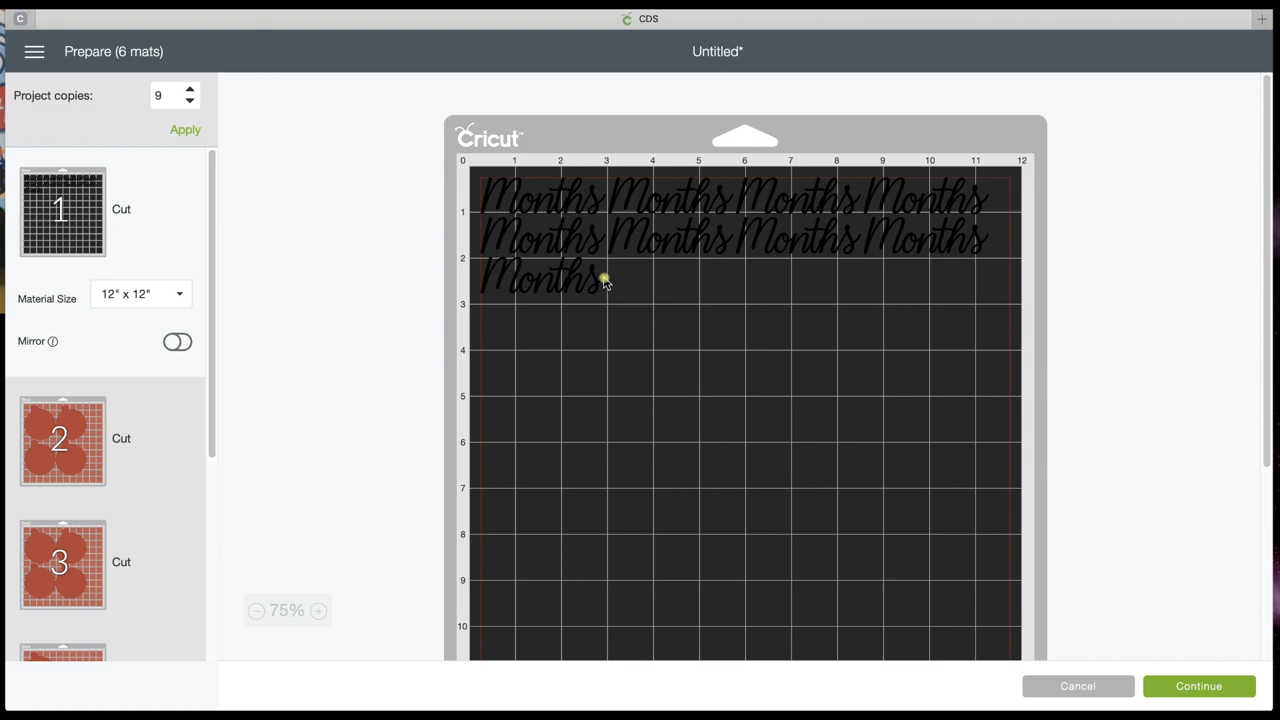 C
CDS
Prepare (6 mats)
Untitled*
Project copies:
9
Apply
1
Cut
Material Size
12" x 12"
Mirror
2
Cut
3
Cut
Cricut™
0 1 2 3 4 5 6 7 8 9 10 11 12
1
2
3
4
5
6
7
8
9
10
Months Months Months Months
Months Months Months Months
Months
75%
Cancel
Continue